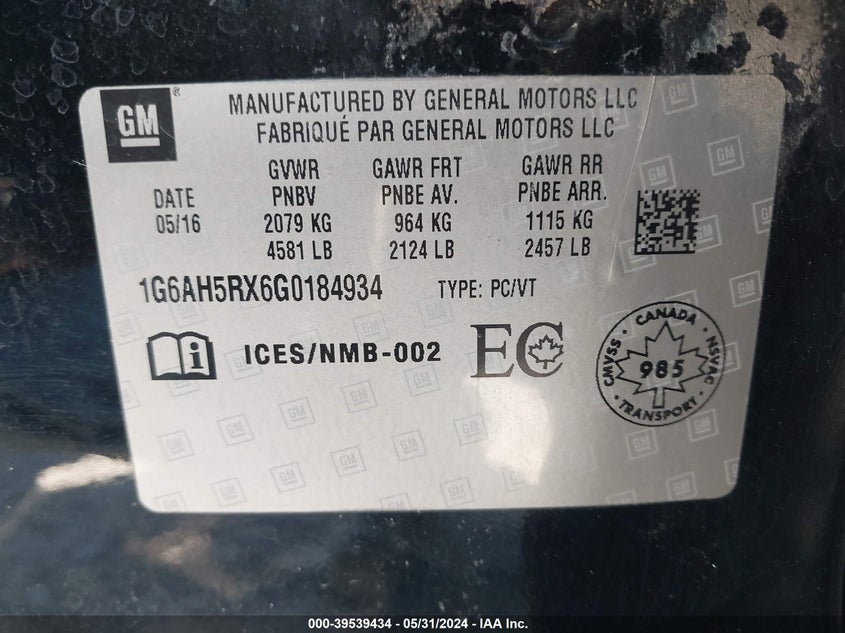 GM ®
MANUFACTURED BY GENERAL MOTORS LLC
FABRIQUÉ PAR GENERAL MOTORS LLC
GVWR GAWR FRT GAWR RR
DATE PNBV PNBE AV. PNBE ARR.
05/16 2079 KG 964 KG 1115 KG
4581 LB 2124 LB 2457 LB
1G6AH5RX6G0184934 TYPE: PC/VT
i ICES/NMB-002 EC
CANADA
CMVSS 985 NSVAC
TRANSPORT
000-39539434 - 05/31/2024 - IAA Inc.